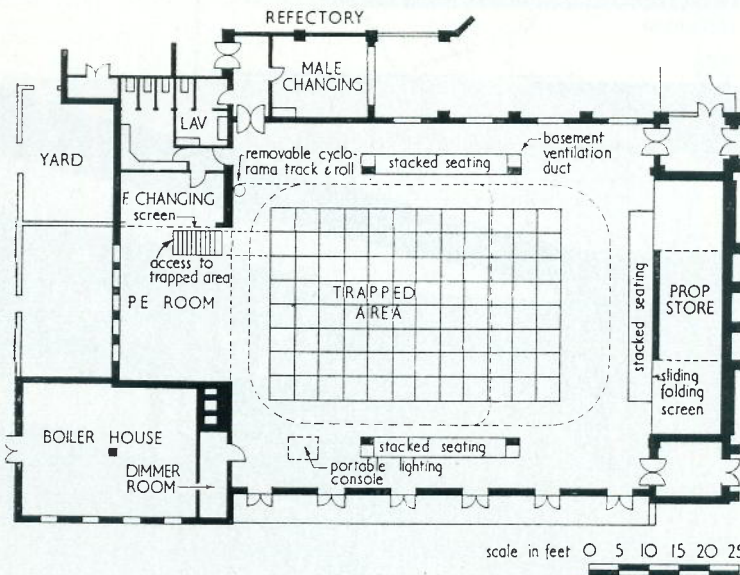 REFECTORY
MALE
CHANGING
LAV
YARD
removable cyclo-
rama track & roll
stacked seating
basement
ventilation
duct
F. CHANGING
screen
access to
trapped area
PE ROOM
TRAPPED
AREA
stacked seating
PROP
STORE
sliding
folding
screen
BOILER HOUSE
DIMMER
ROOM
stacked seating
portable lighting
console
scale in feet 0 5 10 15 20 25